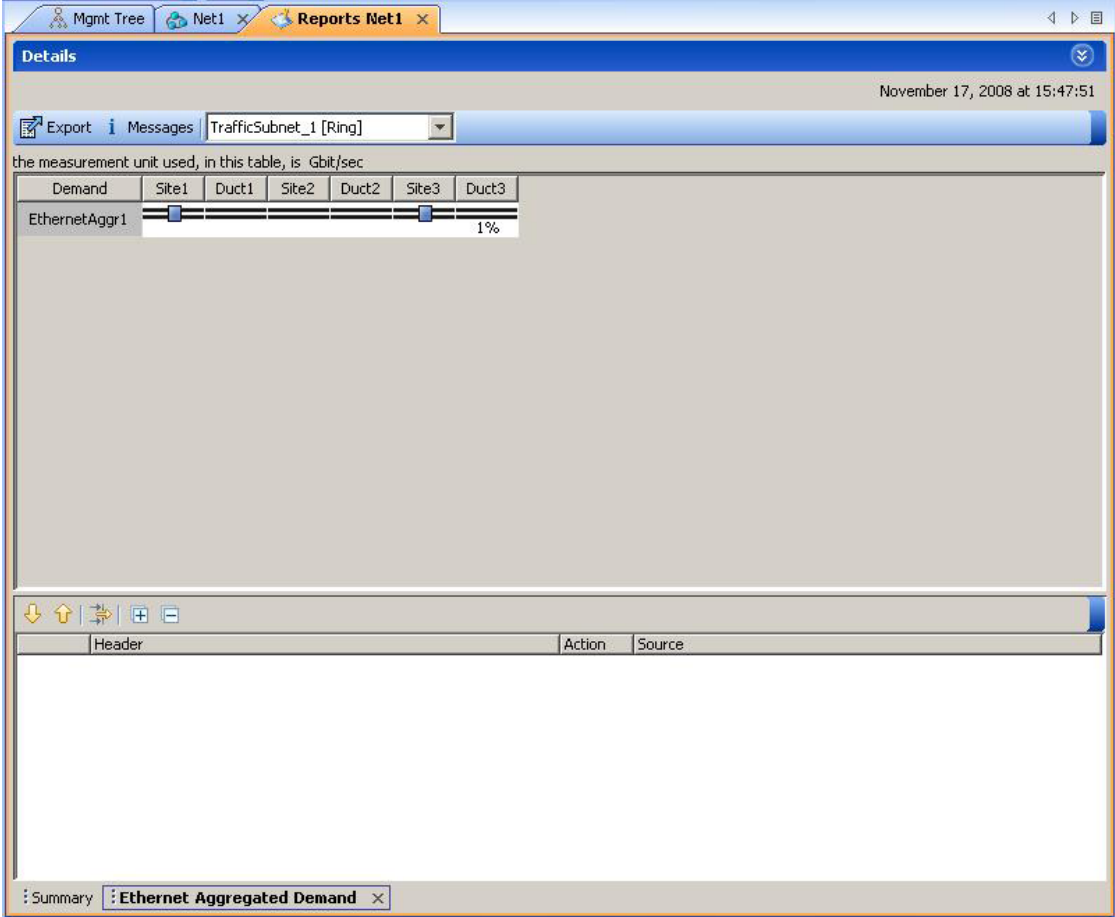 Mgmt Tree Net1 Reports Net1
Details
November 17, 2008 at 15:47:51
Export i Messages TrafficSubnet_1 [Ring]
the measurement unit used, in this table, is Gbit/sec
Demand Site1 Duct1 Site2 Duct2 Site3 Duct3
EthernetAggr1
1%
Header Action Source
Summary Ethernet Aggregated Demand